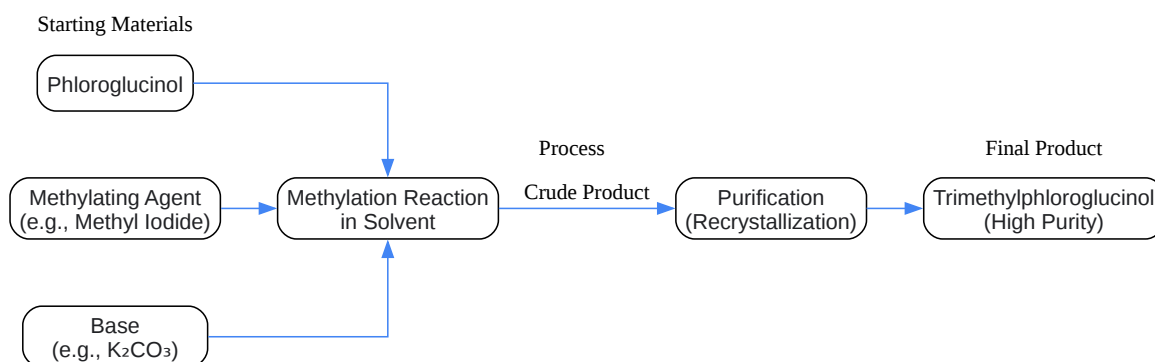 Starting Materials
Phloroglucinol
Methylating Agent
(e.g., Methyl Iodide)
Base
(e.g., K₂CO₃)
Methylation Reaction
in Solvent
Process
Crude Product
Purification
(Recrystallization)
Final Product
Trimethylphloroglucinol
(High Purity)